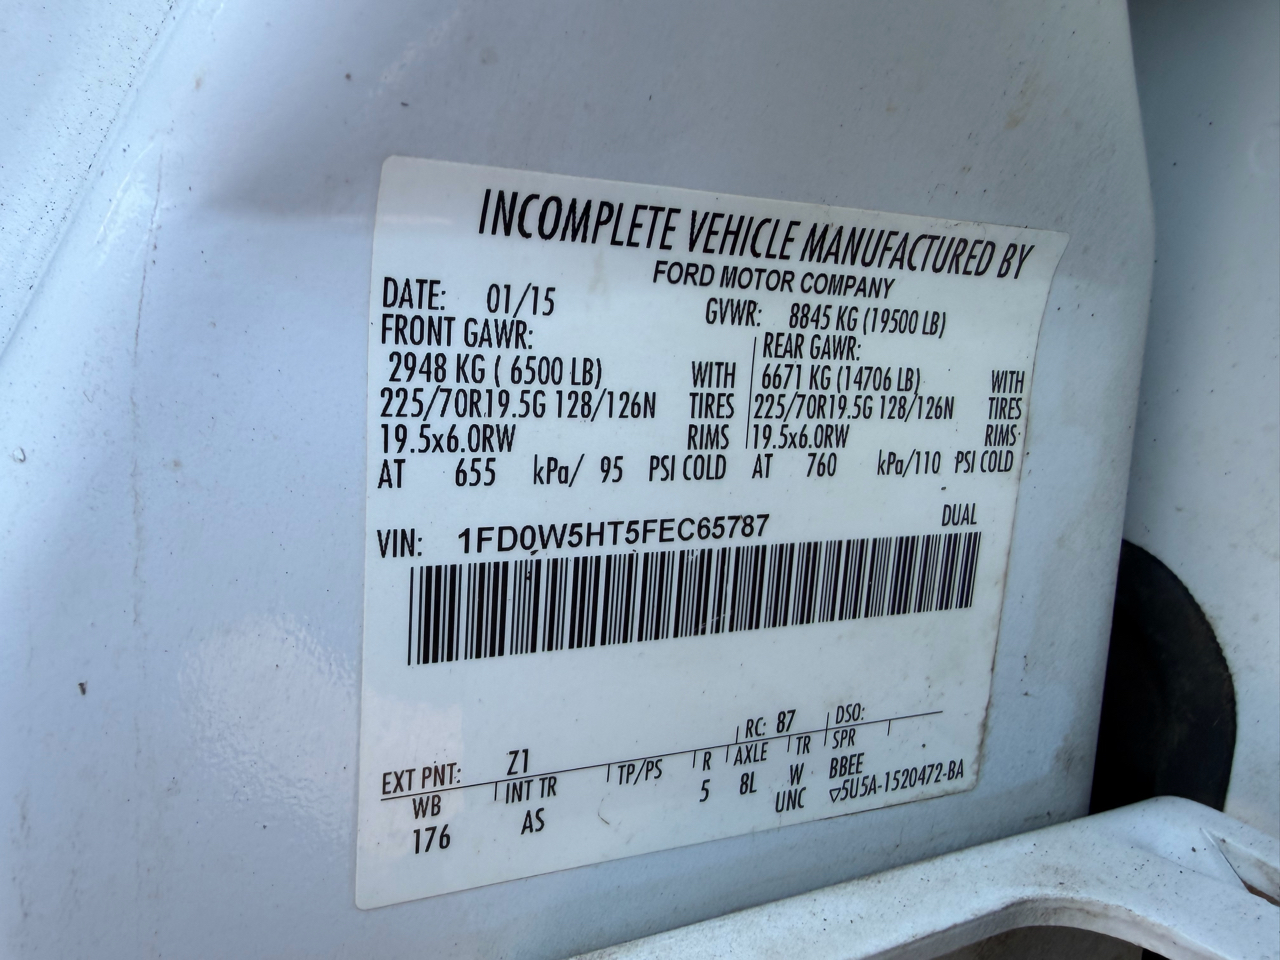 INCOMPLETE VEHICLE MANUFACTURED BY
FORD MOTOR COMPANY
DATE: 01/15 GVWR: 8845 KG (19500 LB)
FRONT GAWR: REAR GAWR:
2948 KG ( 6500 LB) WITH 6671 KG (14706 LB) WITH
225/70R19.5G 128/126N TIRES 225/70R19.5G 128/126N TIRES
19.5x6.0RW RIMS 19.5x6.0RW RIMS
AT 655 kPa/ 95 PSI COLD AT 760 kPa/110 PSI COLD
VIN: 1FD0W5HT5FEC65787 DUAL
EXT PNT: Z1 RC: 87 DSO:
WB INT TR TP/PS R AXLE TR SPR
176 AS 5 8L W BBEE
UNC ▽5U5A-1520472-BA